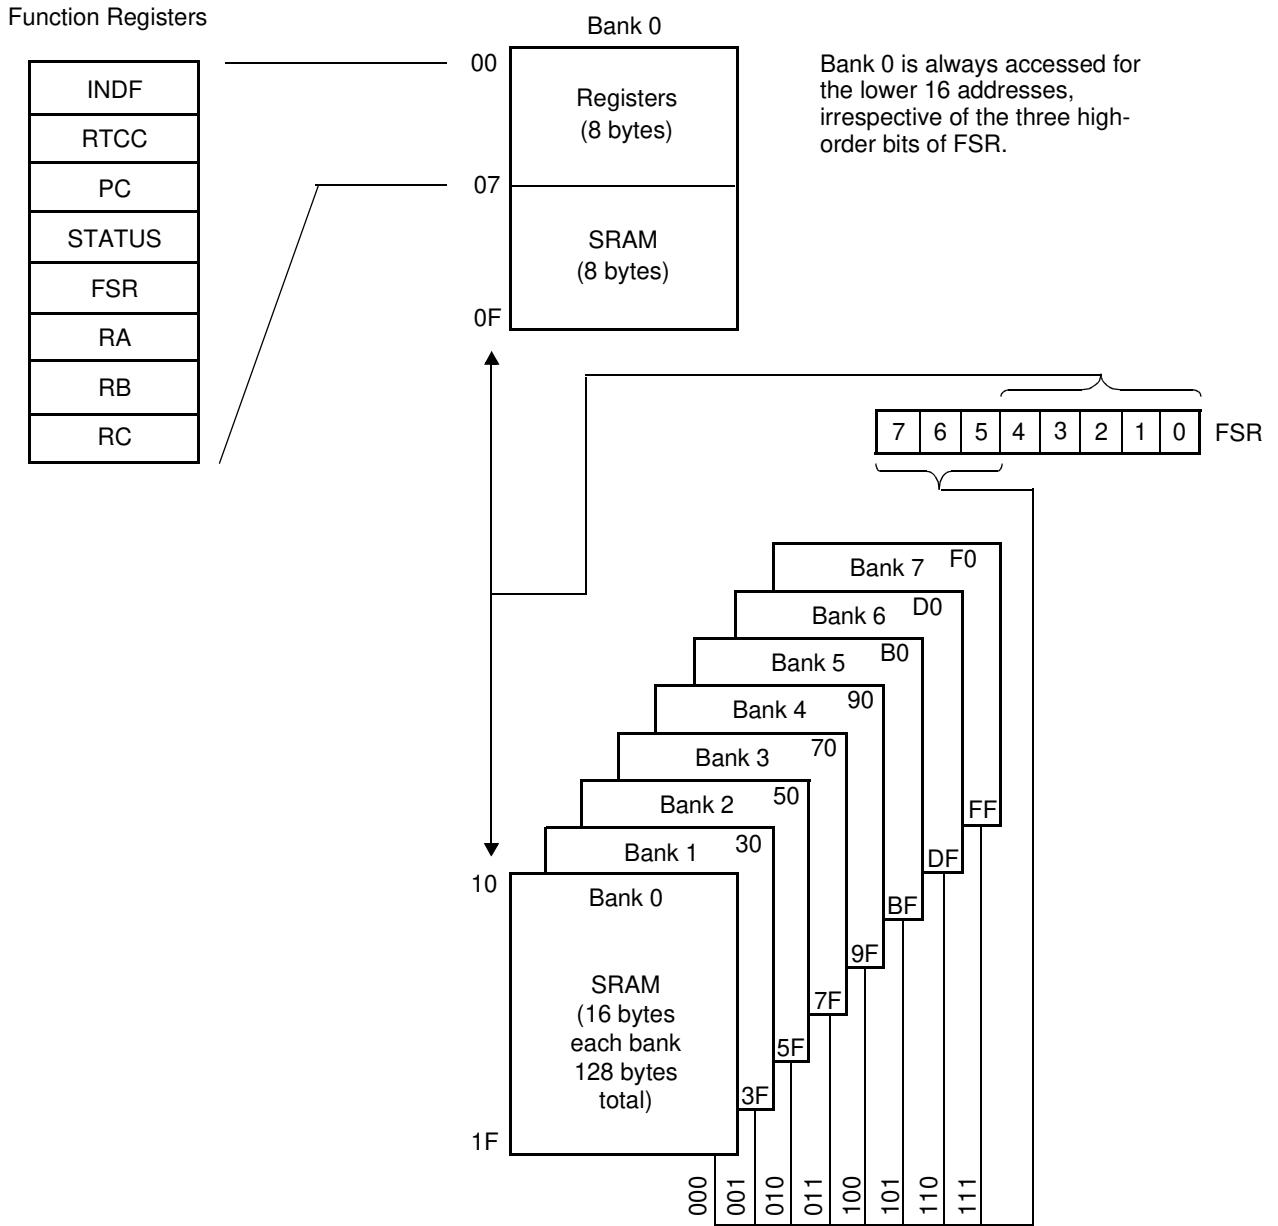 Function Registers
INDF
RTCC
PC
STATUS
FSR
RA
RB
RC
Bank 0
00
Registers
(8 bytes)
07
SRAM
(8 bytes)
0F
Bank 0 is always accessed for
the lower 16 addresses,
irrespective of the three high-
order bits of FSR.
7 6 5 4 3 2 1 0 FSR
Bank 7 F0
Bank 6 D0
Bank 5 B0
Bank 4 90
Bank 3 70
Bank 2 50
Bank 1 30
10
Bank 0
SRAM
(16 bytes
each bank
128 bytes
total)
1F
3F
5F
7F
9F
BF
DF
FF
000
001
010
011
100
101
110
111